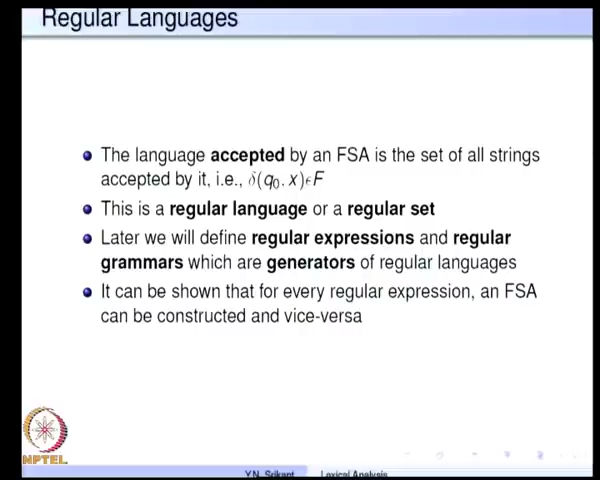 Regular Languages
The language accepted by an FSA is the set of all strings
accepted by it, i.e., δ(q₀. x)ϵF
This is a regular language or a regular set
Later we will define regular expressions and regular
grammars which are generators of regular languages
It can be shown that for every regular expression, an FSA
can be constructed and vice-versa
NPTEL
Y.N. Srikant Lexical Analysis